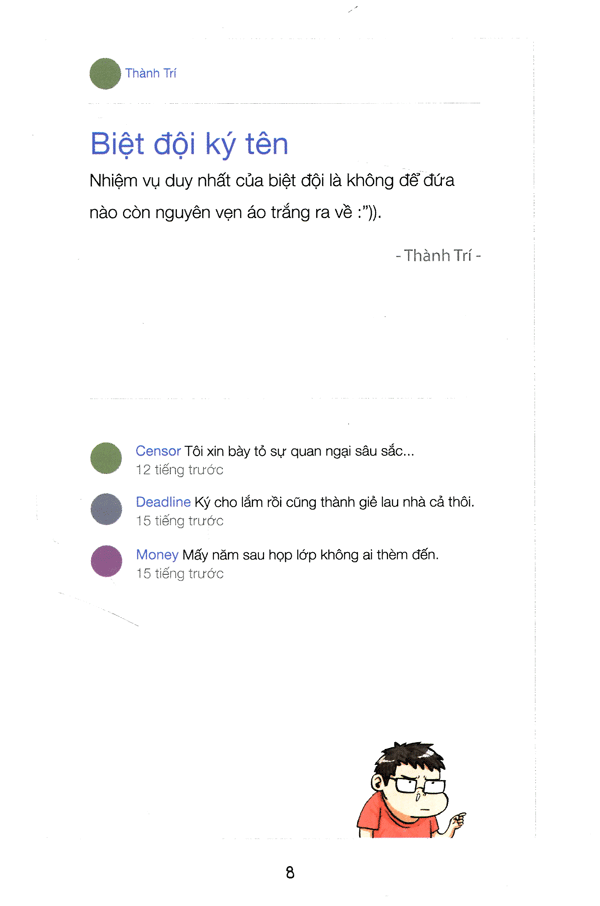 Thành Trí
Biệt đội ký tên
Nhiệm vụ duy nhất của biệt đội là không để đứa
nào còn nguyên vẹn áo trắng ra về :")).
- Thành Trí -
Censor Tôi xin bày tỏ sự quan ngại sâu sắc...
12 tiếng trước
Deadline Ký cho lắm rồi cũng thành giẻ lau nhà cả thôi.
15 tiếng trước
Money Mấy năm sau họp lớp không ai thèm đến.
15 tiếng trước
8